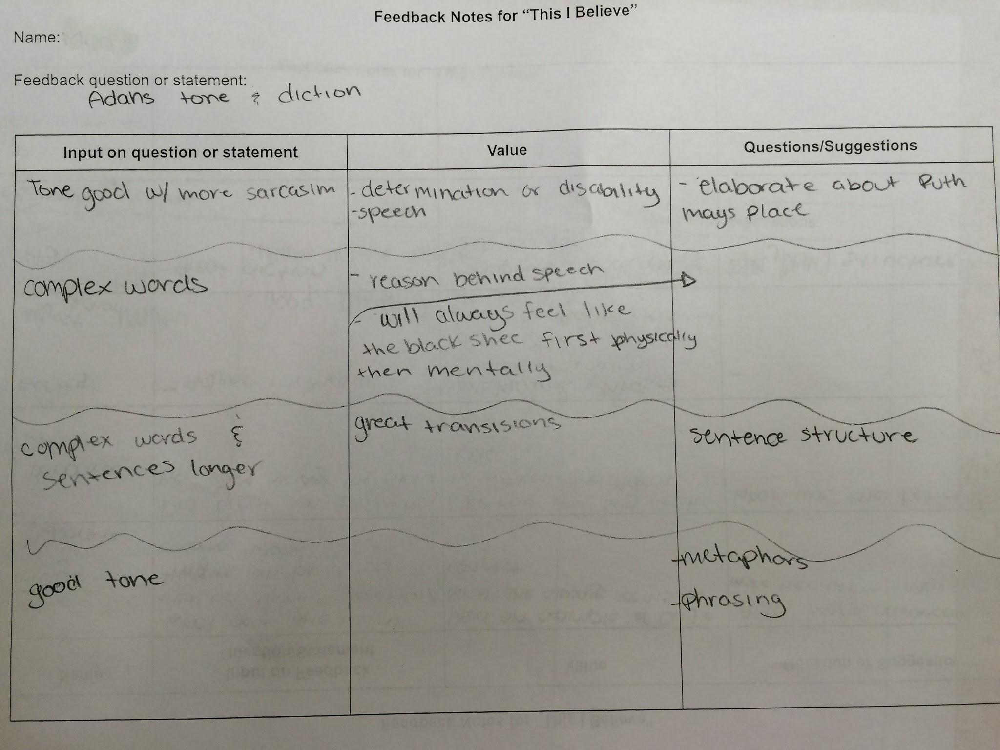 Feedback Notes for “This I Believe”
Name:
Feedback question or statement:
Adahs tone & diction
Input on question or statement
Value
Questions/Suggestions
Tone good w/ more sarcasim
- determination or disability
- speech
- elaborate about Ruth
mays place
complex words
- reason behind speech
- will always feel like
the black shee first physically
then mentally
complex words &
sentences longer
great transisions
sentence structure
good tone
- metaphors
- phrasing